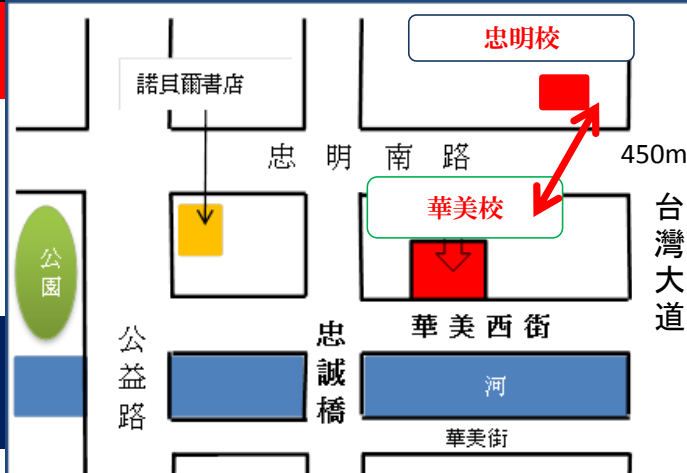 忠明校
諾貝爾書店
忠明南路
450m
華美校
台灣大道
公園
華美西街
公益路
忠誠橋
河
華美街